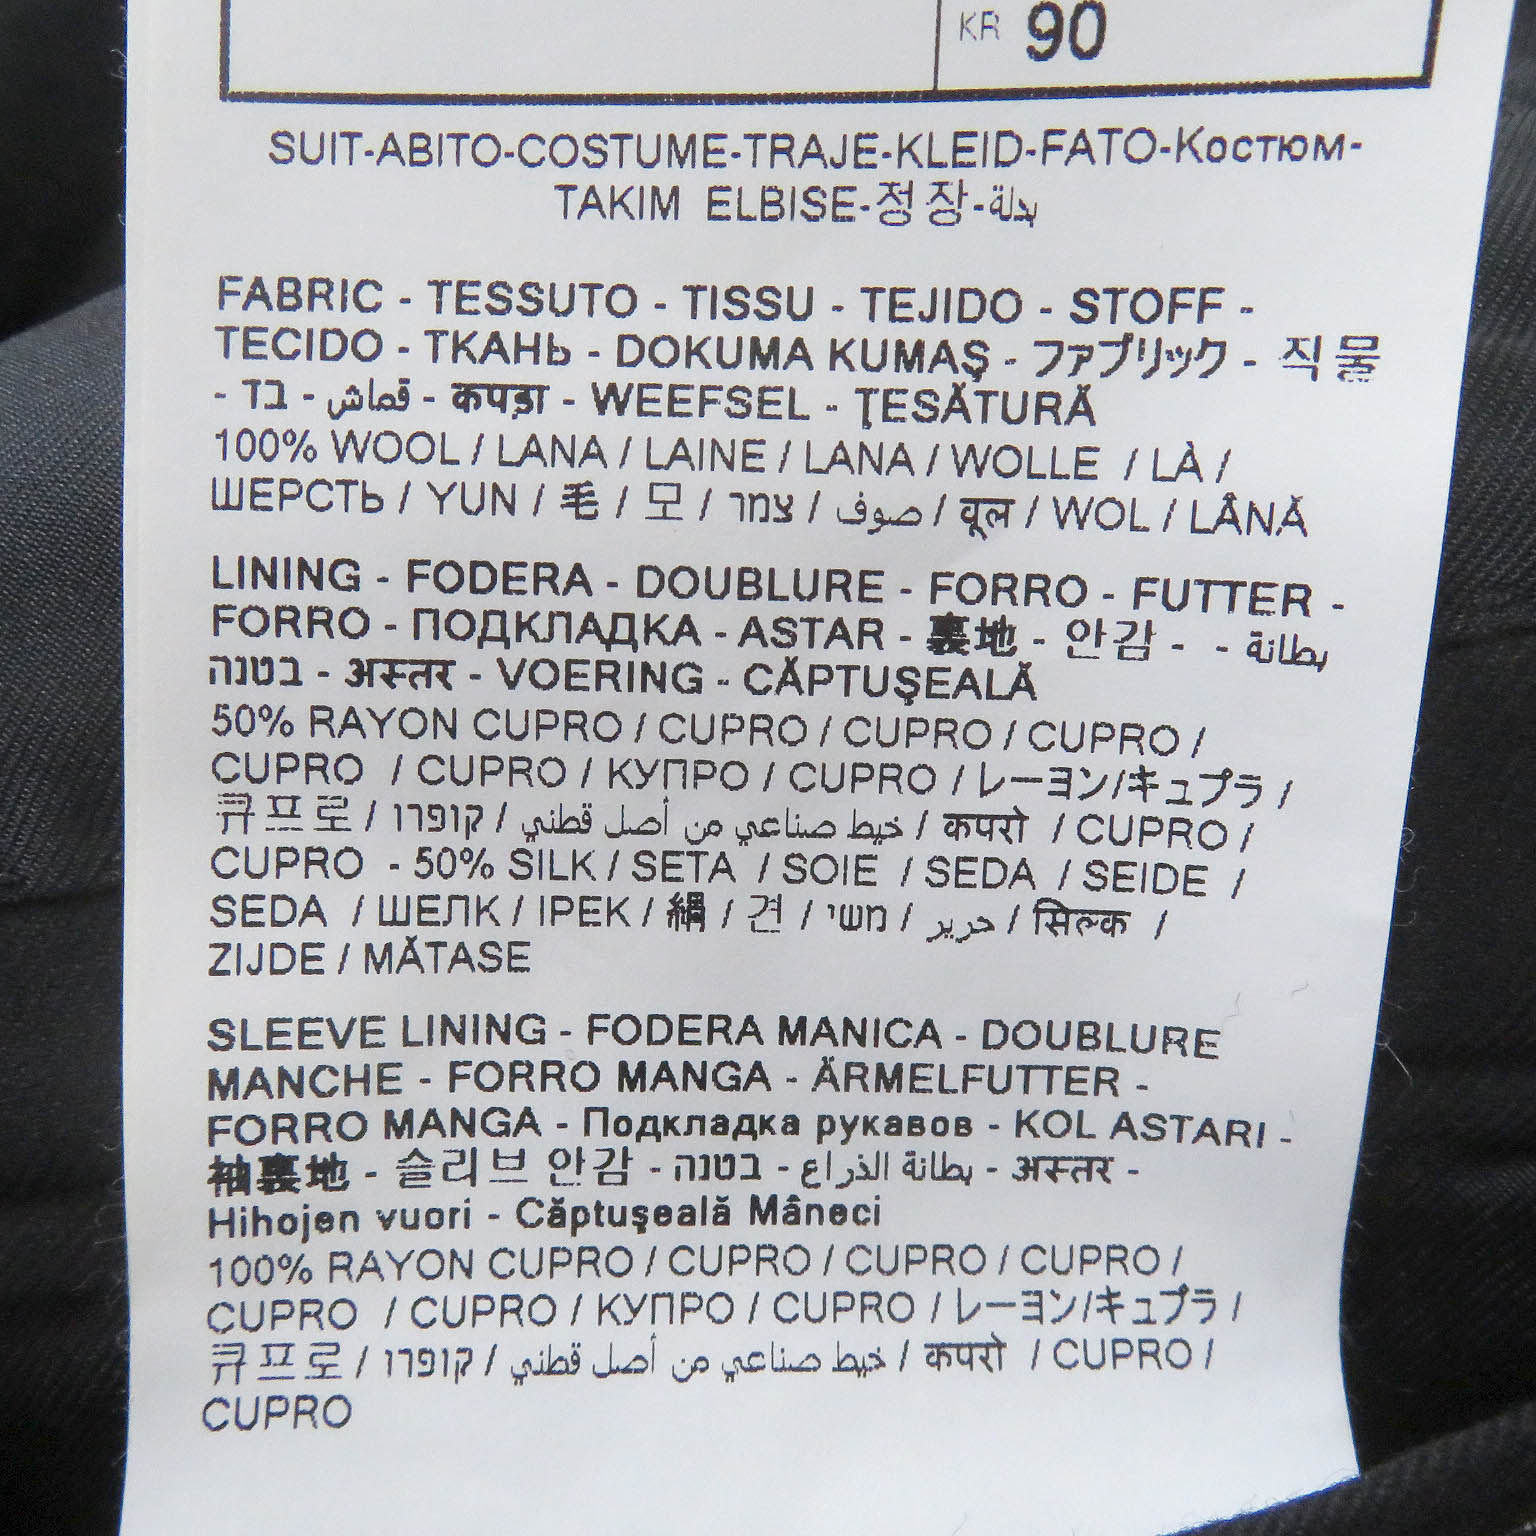 KR 90
SUIT-ABITO-COSTUME-TRAJE-KLEID-FATO-Костюм-
TAKIM ELBISE-정장-بدلة
FABRIC - TESSUTO - TISSU - TEJIDO - STOFF -
TECIDO - ТКАНЬ - DOKUMA KUMAŞ - ファブリック - 직물
- בד - قماش - कपड़ा - WEEFSEL - ŢESĂTURĂ
100% WOOL / LANA / LAINE / LANA / WOLLE / LÀ /
ШЕРСТЬ / YUN / 毛 / 모 / צמר / صوف / वूल / WOL / LÂNĂ
LINING - FODERA - DOUBLURE - FORRO - FUTTER -
FORRO - ПОДКЛАДКА - ASTAR - 裏地 - 안감 - - بطانة
בטנה - अस्तर - VOERING - CĂPTUŞEALĂ
50% RAYON CUPRO / CUPRO / CUPRO / CUPRO /
CUPRO / CUPRO / КУПРО / CUPRO / レーヨン/キュプラ /
큐프로 / קופרו / خيط صناعي من أصل قطني / कपरो / CUPRO /
CUPRO - 50% SILK / SETA / SOIE / SEDA / SEIDE /
SEDA / ШЕЛК / IPEK / 絹 / 견 / משי / حرير / सिल्क /
ZIJDE / MĂTASE
SLEEVE LINING - FODERA MANICA - DOUBLURE
MANCHE - FORRO MANGA - ÄRMELFUTTER -
FORRO MANGA - Подкладка рукавов - KOL ASTARI -
袖裏地 - 슬리브 안감 - בטנה - بطانة الذراع - अस्तर -
Hihojen vuori - Căptuşeală Mâneci
100% RAYON CUPRO / CUPRO / CUPRO / CUPRO /
CUPRO / CUPRO / КУПРО / CUPRO / レーヨン/キュプラ /
큐프로 / קופרו / خيط صناعي من أصل قطني / कपरो / CUPRO /
CUPRO